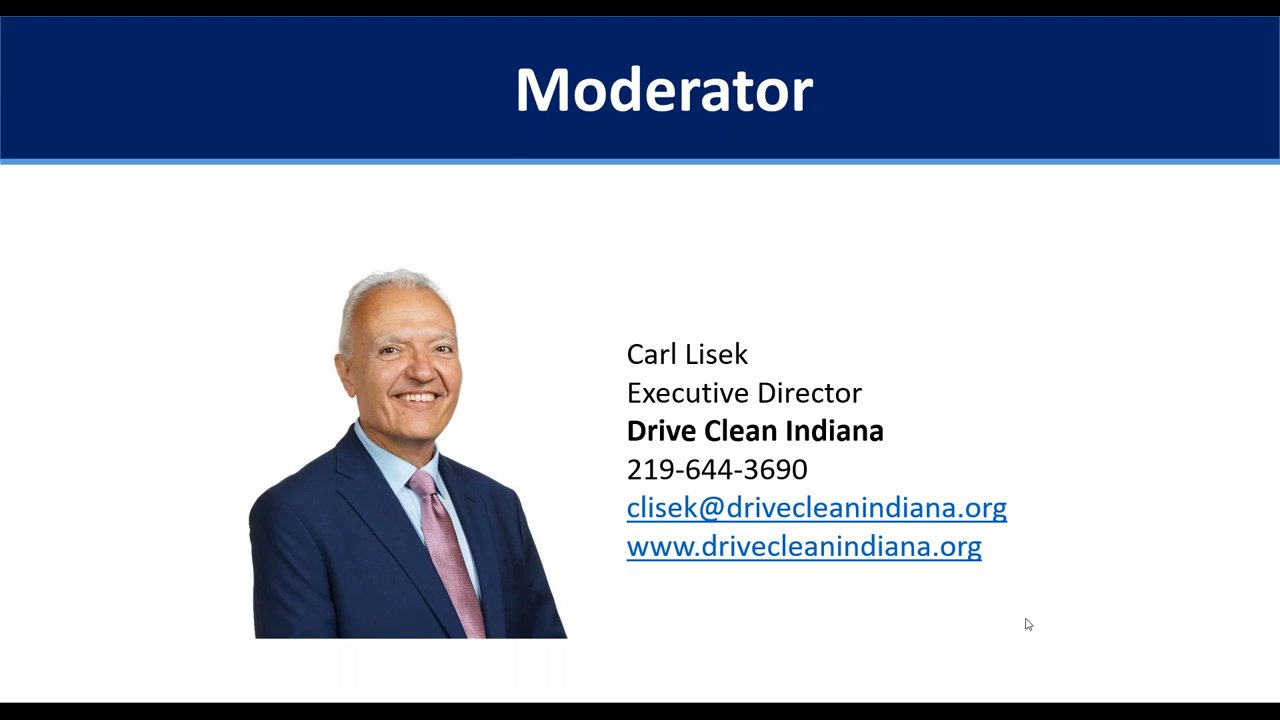 Moderator
Carl Lisek
Executive Director
Drive Clean Indiana
219-644-3690
clisek@drivecleanindiana.org
www.drivecleanindiana.org